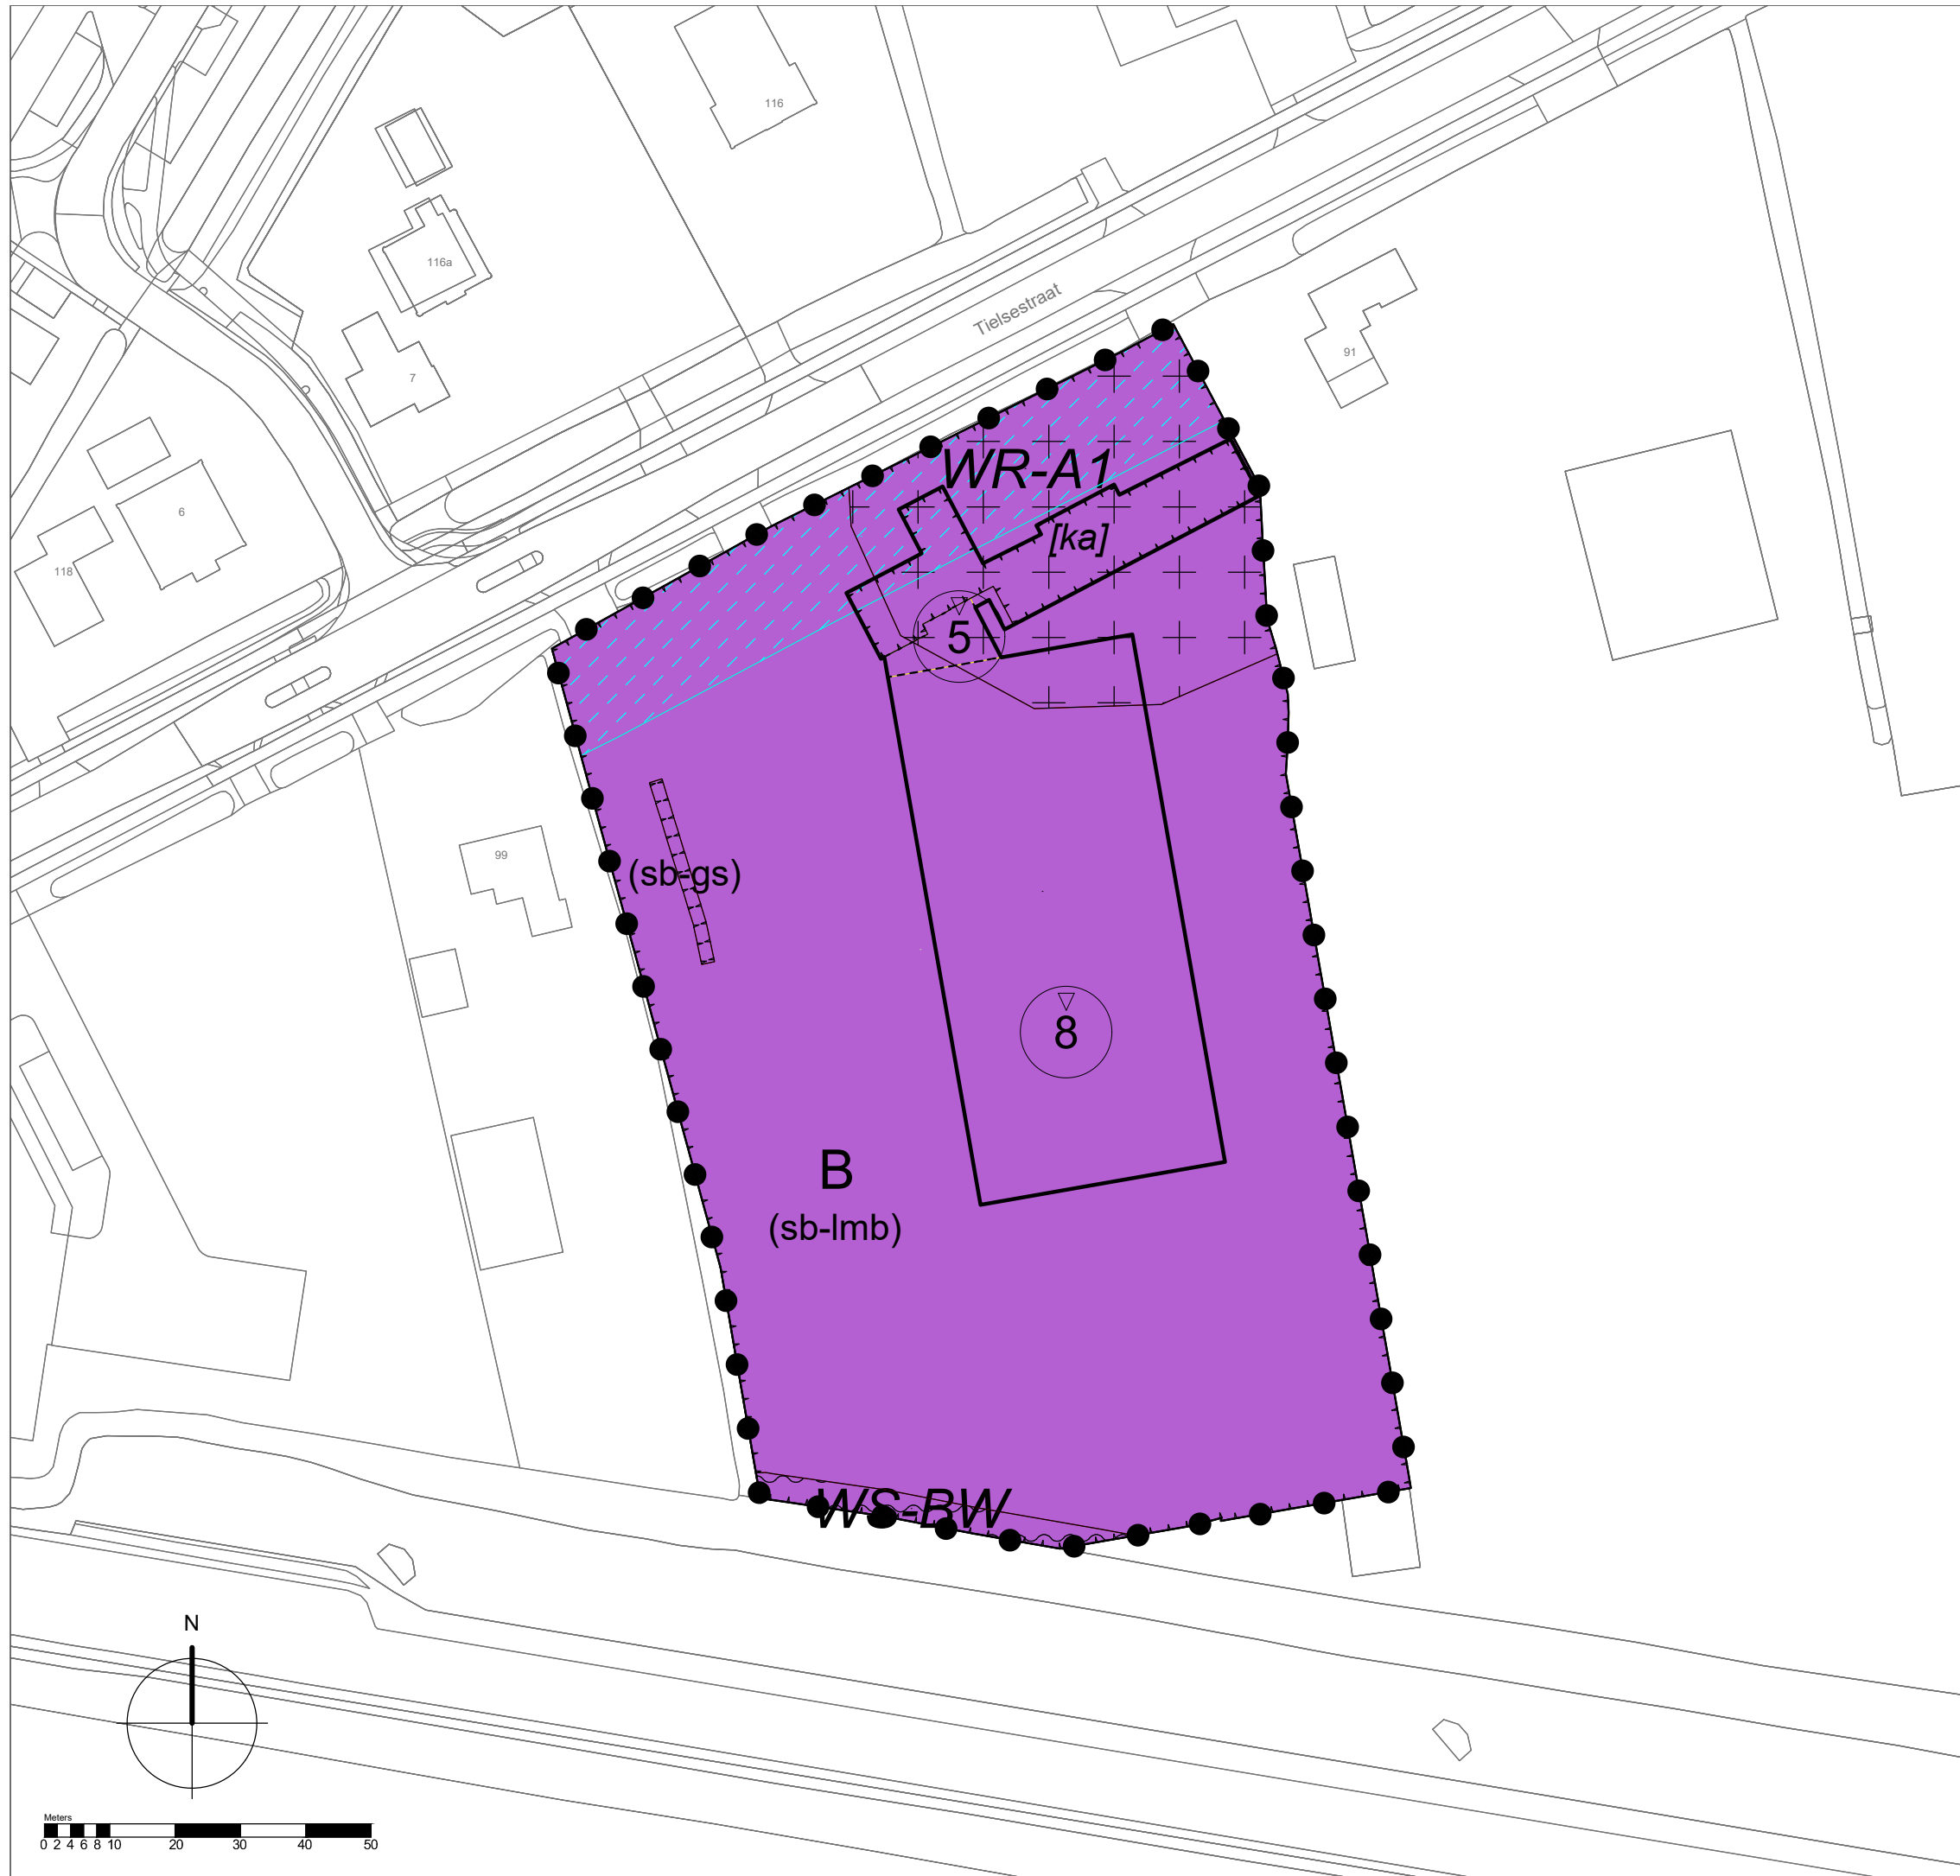 116
116a
Tielsestraat
91
7
WR-A1
6
[ka]
118
5
99
(sb-gs)
8
B
(sb-lmb)
WS-BW
N
Meters
0 2 4 6 8 10 20 30 40 50